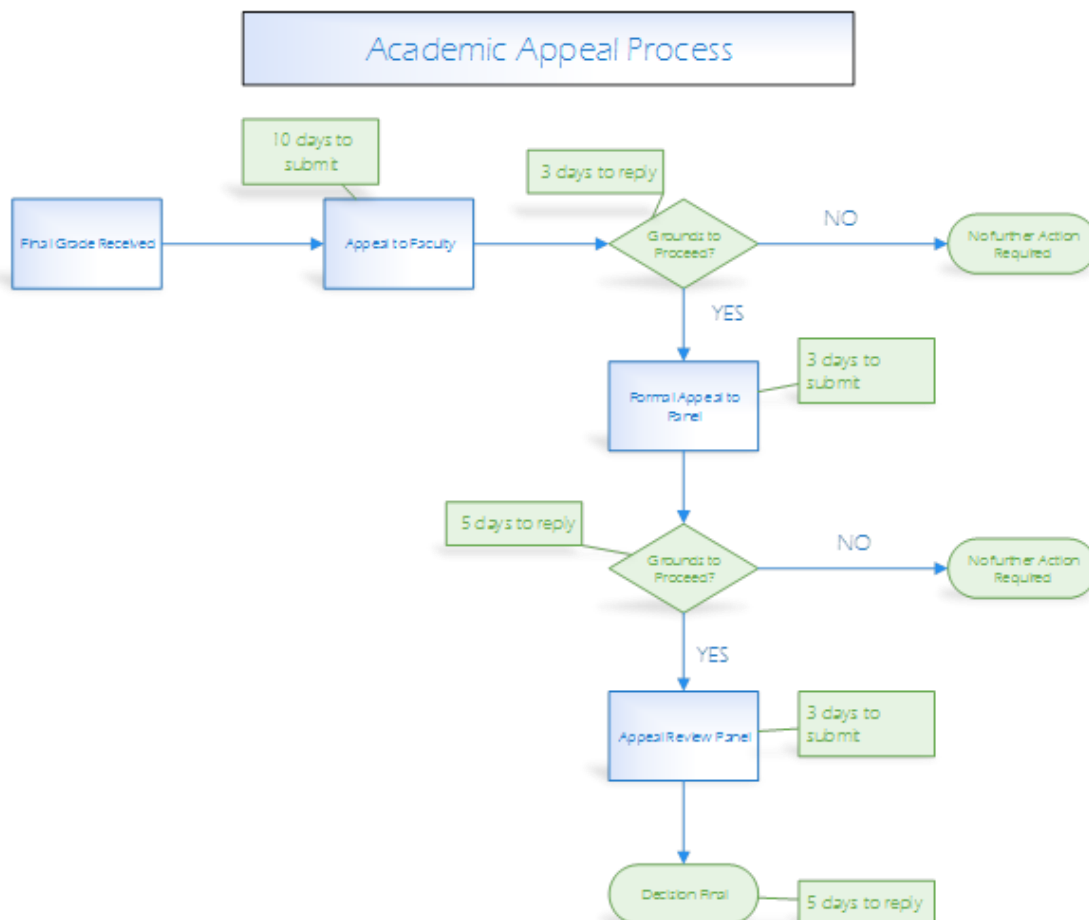 Academic Appeal Process
10 days to
submit
3 days to reply
Final Grade Received
Appeal to Faculty
Grounds to
Proceed?
NO
No further Action
Required
YES
Formal Appeal to
Panel
3 days to
submit
5 days to reply
Grounds to
Proceed?
NO
No further Action
Required
YES
Appeal Review Panel
3 days to
submit
Decision Final
5 days to reply